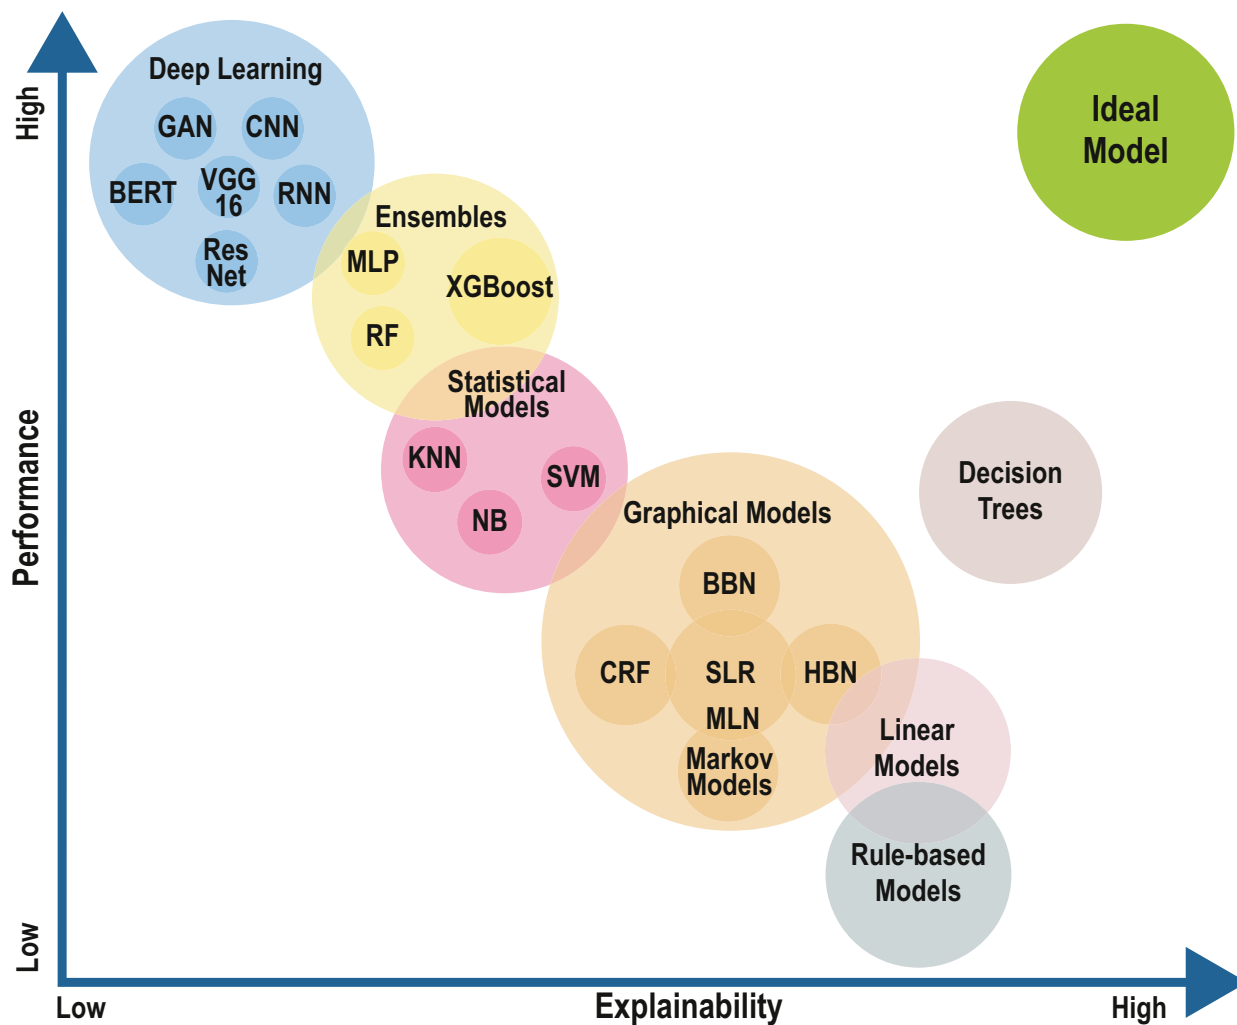 High
Performance
Low
Deep Learning
GAN
CNN
BERT
VGG
16
RNN
Res
Net
Ensembles
MLP
XGBoost
RF
Statistical
Models
KNN
SVM
NB
Graphical Models
BBN
CRF
SLR
HBN
MLN
Markov
Models
Ideal
Model
Decision
Trees
Linear
Models
Rule-based
Models
Low
Explainability
High